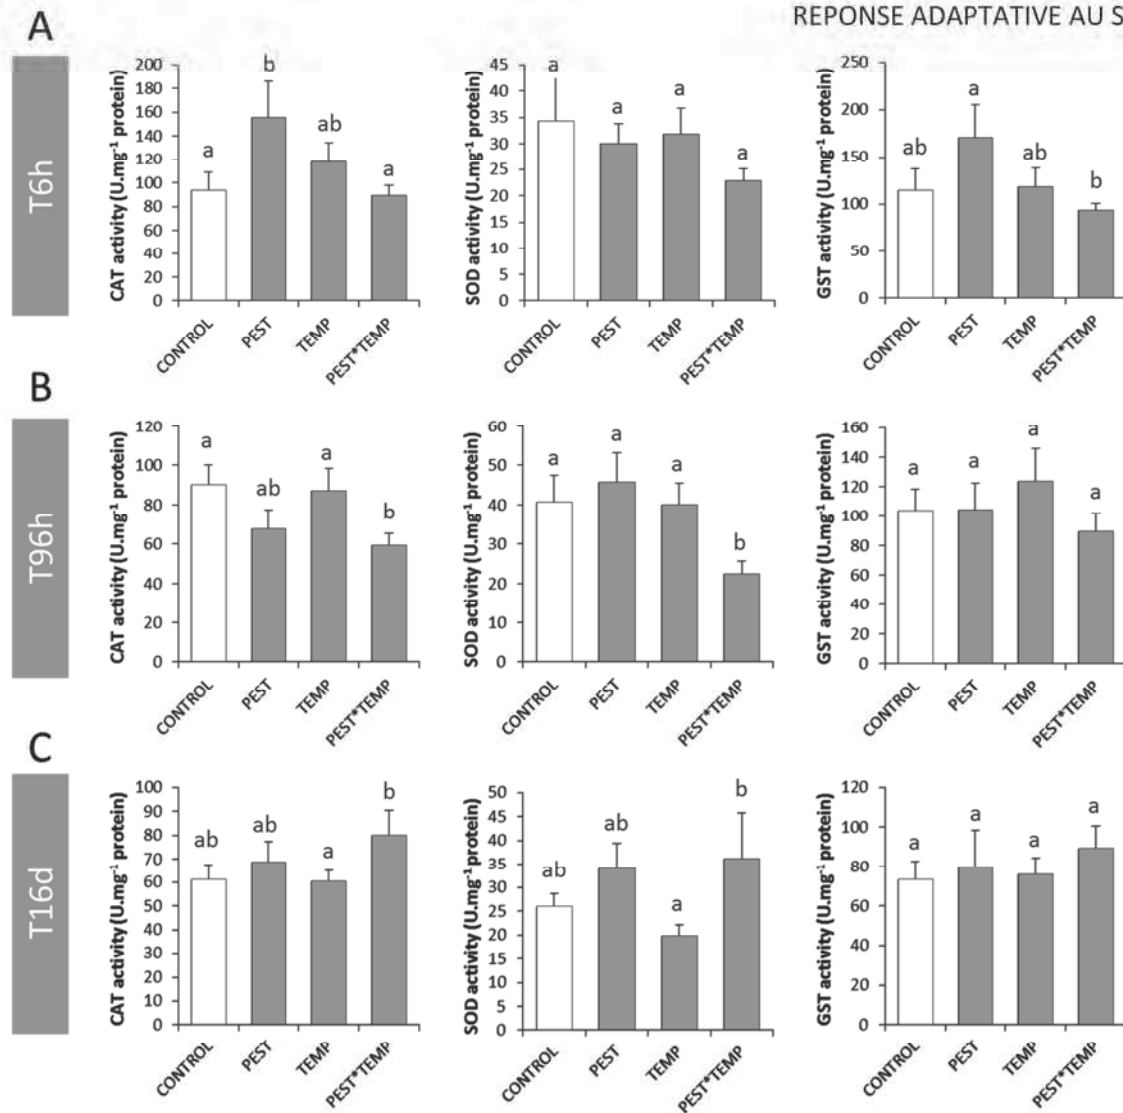 REPONSE ADAPTATIVE AU S
A
T6h
CAT activity (U.mg⁻¹ protein)
200
180
160
140
120
100
80
60
40
20
0
a
b
ab
a
CONTROL
PEST
TEMP
PEST*TEMP
SOD activity (U.mg⁻¹ protein)
45
40
35
30
25
20
15
10
5
0
a
a
a
a
CONTROL
PEST
TEMP
PEST*TEMP
GST activity (U.mg⁻¹ protein)
250
200
150
100
50
0
ab
a
ab
b
CONTROL
PEST
TEMP
PEST*TEMP
B
T96h
CAT activity (U.mg⁻¹ protein)
120
100
80
60
40
20
0
a
ab
a
b
CONTROL
PEST
TEMP
PEST*TEMP
SOD activity (U.mg⁻¹ protein)
60
50
40
30
20
10
0
a
a
a
b
CONTROL
PEST
TEMP
PEST*TEMP
GST activity (U.mg⁻¹ protein)
160
140
120
100
80
60
40
20
0
a
a
a
a
CONTROL
PEST
TEMP
PEST*TEMP
C
T16d
CAT activity (U.mg⁻¹ protein)
100
90
80
70
60
50
40
30
20
10
0
ab
ab
a
b
CONTROL
PEST
TEMP
PEST*TEMP
SOD activity (U.mg⁻¹ protein)
50
45
40
35
30
25
20
15
10
5
0
ab
ab
a
b
CONTROL
PEST
TEMP
PEST*TEMP
GST activity (U.mg⁻¹ protein)
120
100
80
60
40
20
0
a
a
a
a
CONTROL
PEST
TEMP
PEST*TEMP